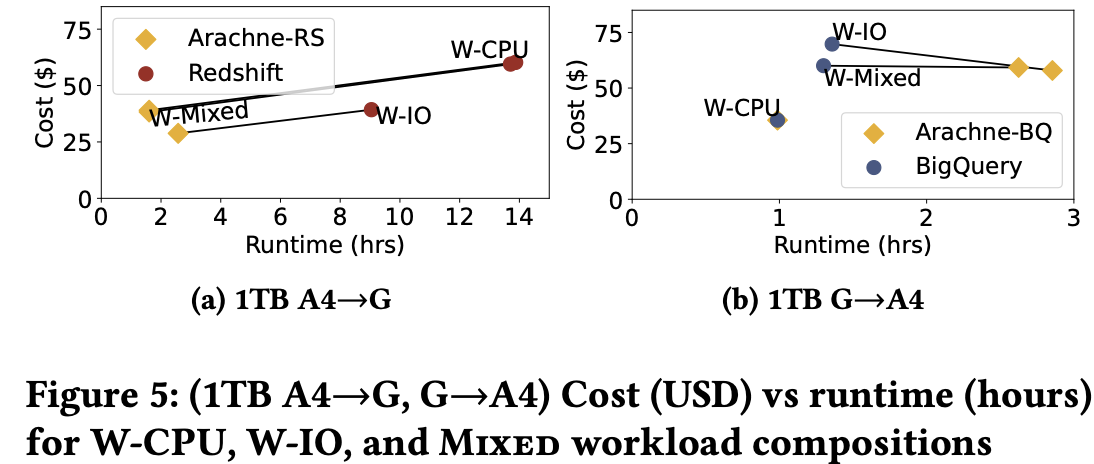 75
50
25
0
Cost ($)
Arachne-RS
Redshift
W-CPU
W-Mixed
W-IO
0 2 4 6 8 10 12 14
Runtime (hrs)
(a) 1TB A4→G
75
50
25
0
Cost ($)
W-IO
W-Mixed
W-CPU
Arachne-BQ
BigQuery
0 1 2 3
Runtime (hrs)
(b) 1TB G→A4
Figure 5: (1TB A4→G, G→A4) Cost (USD) vs runtime (hours)
for W-CPU, W-IO, and Mixed workload compositions